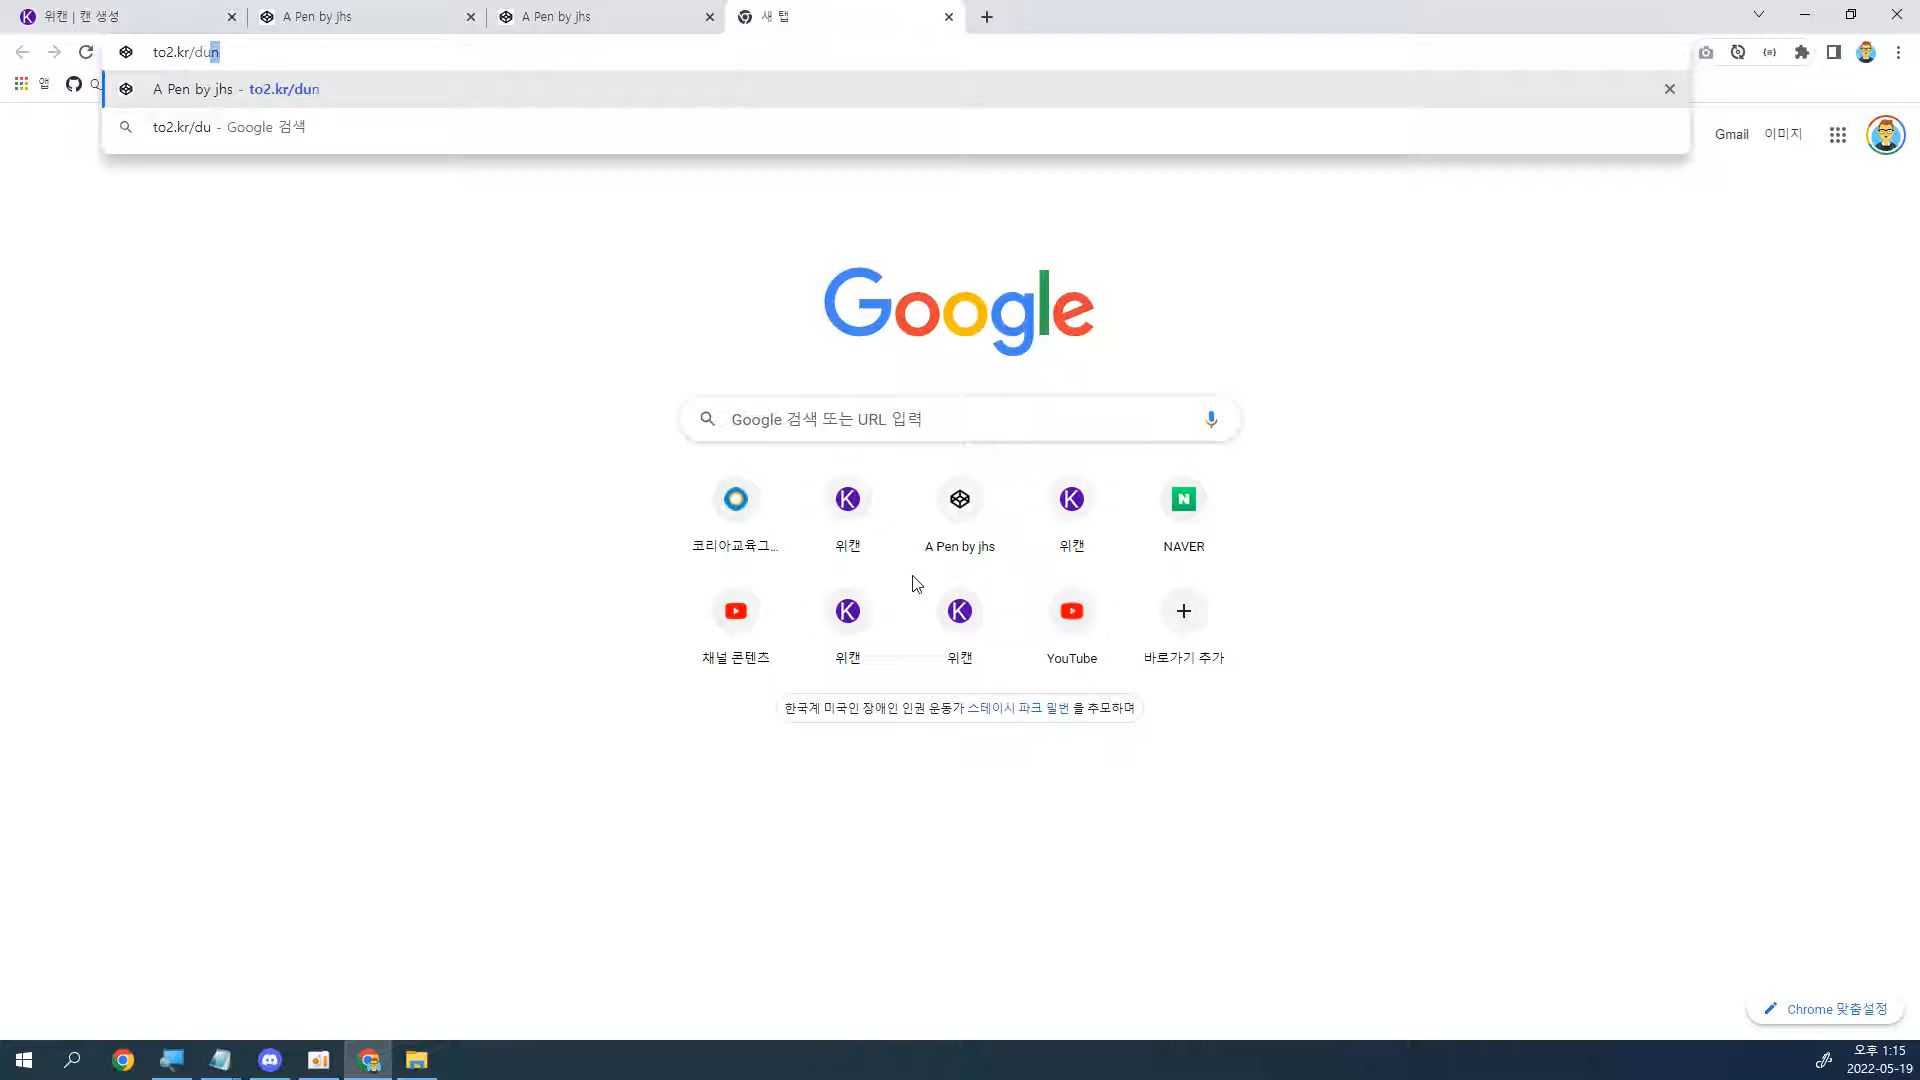 위캔 | 캔 생성
A Pen by jhs
A Pen by jhs
새 탭
to2.kr/dun
앱
A Pen by jhs - to2.kr/dun
to2.kr/du - Google 검색
Gmail
이미지
Google
Google 검색 또는 URL 입력
코리아교육그...
위캔
A Pen by jhs
위캔
NAVER
채널 콘텐츠
위캔
위캔
YouTube
바로가기 추가
한국계 미국인 장애인 인권 운동가 스테이시 파크 밀번 을 추모하며
Chrome 맞춤설정
오후 1:15
2022-05-19